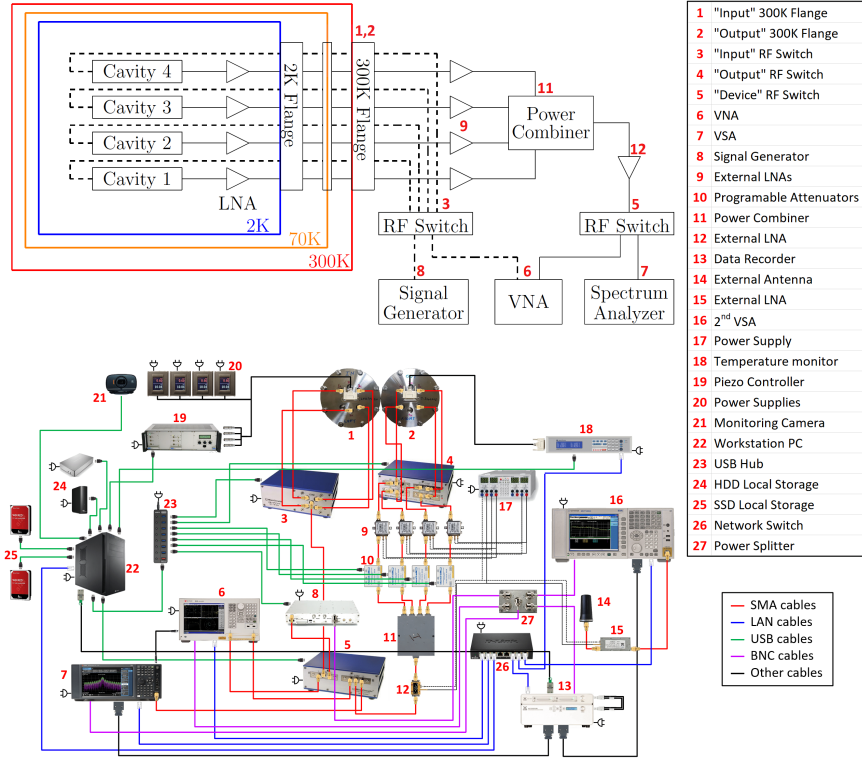 Cavity 4
Cavity 3
Cavity 2
Cavity 1
LNA
2K Flange
300K Flange
2K
70K
300K
1,2
9
11
Power
Combiner
12
3
RF Switch
5
RF Switch
8
Signal
Generator
6
VNA
7
Spectrum
Analyzer
1 "Input" 300K Flange
2 "Output" 300K Flange
3 "Input" RF Switch
4 "Output" RF Switch
5 "Device" RF Switch
6 VNA
7 VSA
8 Signal Generator
9 External LNAs
10 Programable Attenuators
11 Power Combiner
12 External LNA
13 Data Recorder
14 External Antenna
15 External LNA
16 2nd VSA
17 Power Supply
18 Temperature monitor
19 Piezo Controller
20 Power Supplies
21 Monitoring Camera
22 Workstation PC
23 USB Hub
24 HDD Local Storage
25 SSD Local Storage
26 Network Switch
27 Power Splitter
SMA cables
LAN cables
USB cables
BNC cables
Other cables
20
21
19
1
2
18
24
23
3
4
17
16
25
22
9
10
6
8
27
14
11
15
7
5
12
26
13